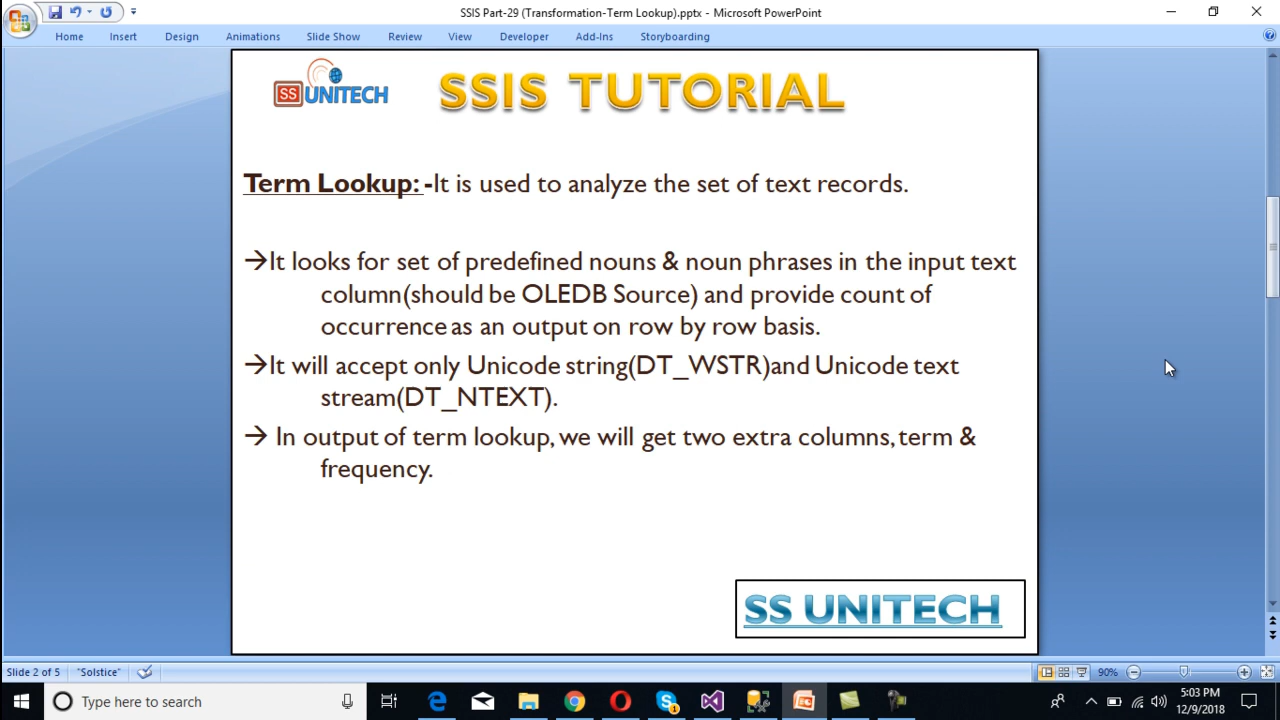 SSIS Part-29 (Transformation-Term Lookup).pptx - Microsoft PowerPoint
Home Insert Design Animations Slide Show Review View Developer Add-Ins Storyboarding
SS UNITECH
SSIS TUTORIAL
Term Lookup: -It is used to analyze the set of text records.
→It looks for set of predefined nouns & noun phrases in the input text
column(should be OLEDB Source) and provide count of
occurrence as an output on row by row basis.
→It will accept only Unicode string(DT_WSTR)and Unicode text
stream(DT_NTEXT).
→ In output of term lookup, we will get two extra columns, term &
frequency.
SS UNITECH
Slide 2 of 5 "Solstice" 90%
Type here to search
5:03 PM
12/9/2018